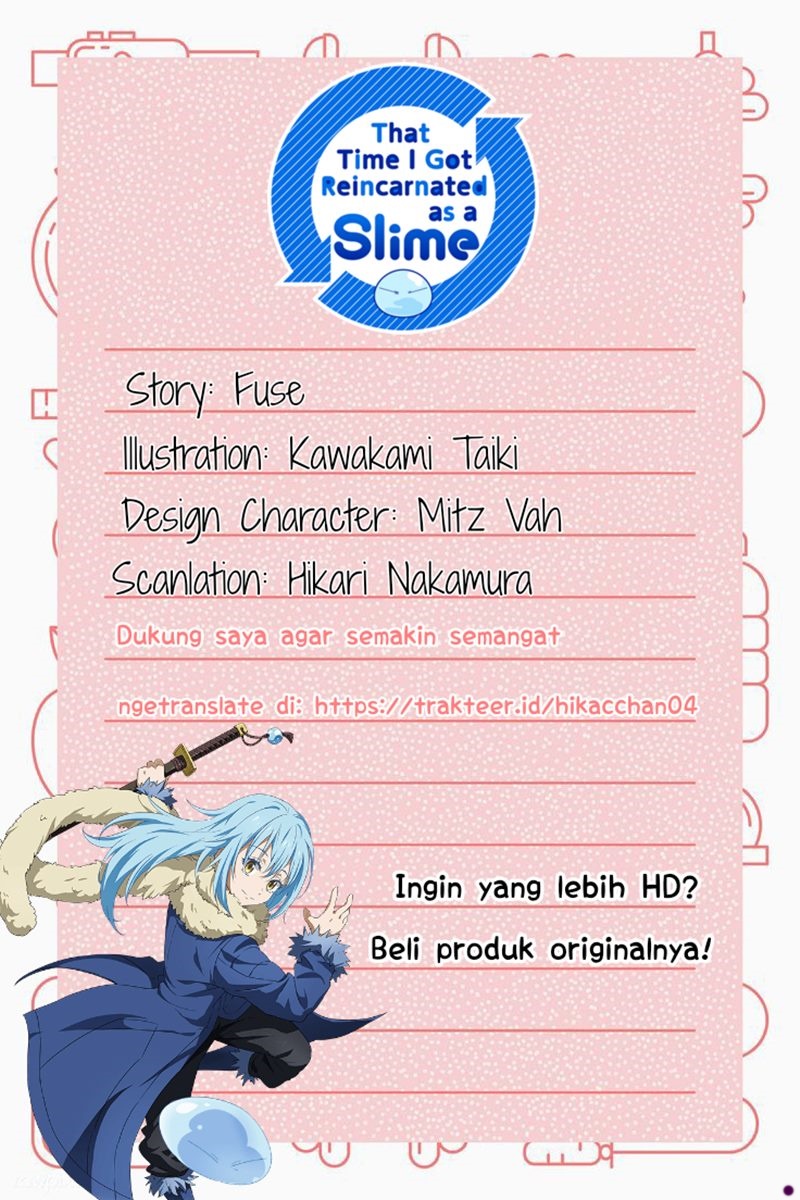 That
Time I Got
Reincarnated
as a
Slime
Story: Fuse
Illustration: Kawakami Taiki
Design Character: Mitz Vah
Scanlation: Hikari Nakamura
Dukung saya agar semakin semangat
ngetranslate di: https://trakteer.id/hikacchan04
Ingin yang lebih HD?
Beli produk originalnya!